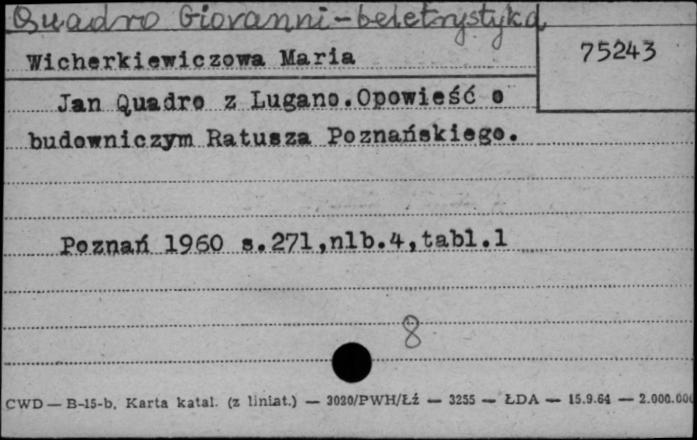 Quadro Giovanni - beletrystyka
75243
Wicherkiewiczowa Maria
Jan Quadro z Lugano.Opowieść o
budowniczym Ratusza Poznańskiego.
Poznań 1960 s.271,nlb.4,tabl.1
8
CWD — B-15-b. Karta katal. (z liniat.) — 3020/PWH/Łź — 3255 — ŁDA — 15.9.64 — 2.000.000